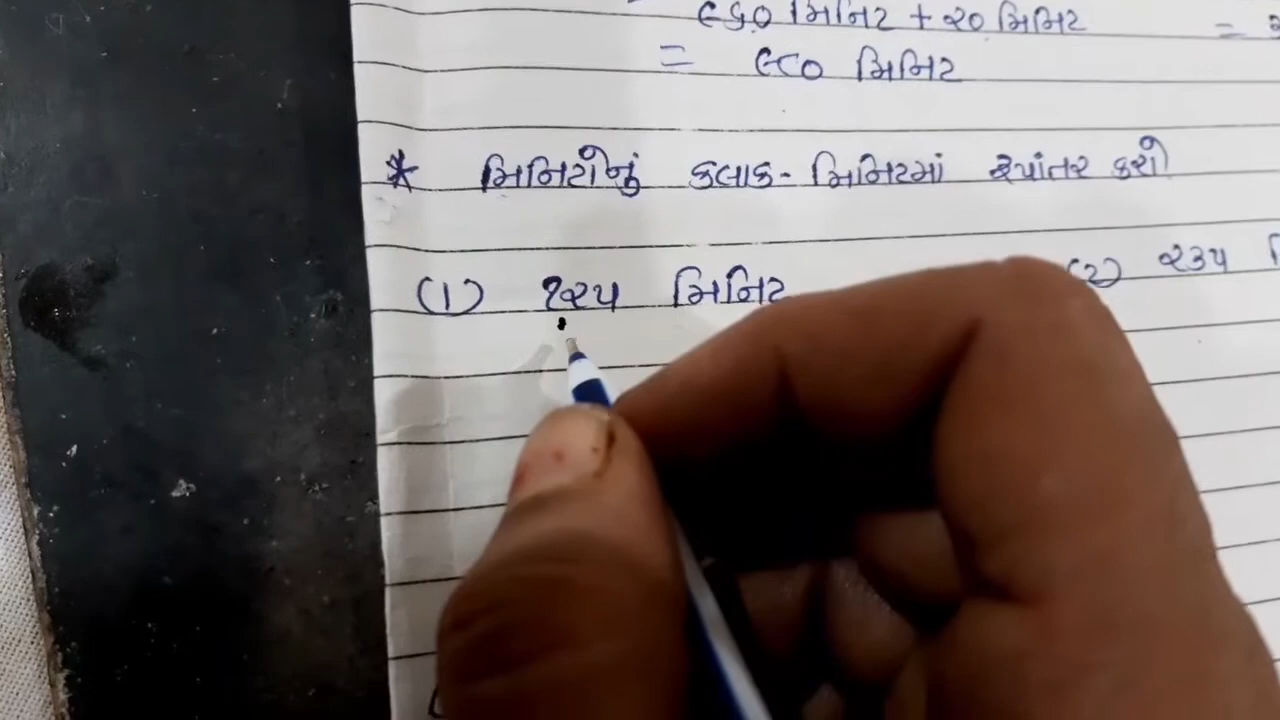 ૯૬૦ મિનિટ + ૨૦ મિનિટ =
= ૯૮૦ મિનિટ
* મિનિટોનું કલાક- મિનિટમાં રૂપાંતર કરો
(1) ૧૨૫ મિનિટ (2) ૨૩૫